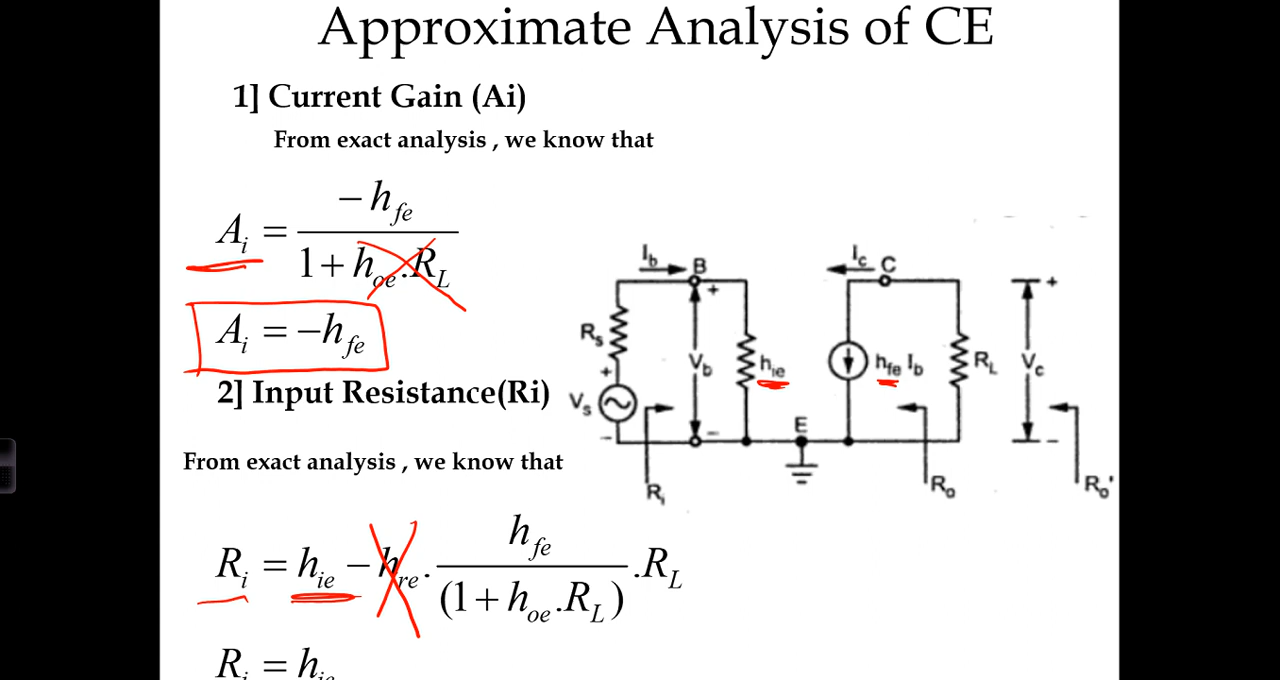 Approximate Analysis of CE
1] Current Gain (Ai)
From exact analysis , we know that
A_i = -h_fe / (1 + h_oe.R_L)
A_i = -h_fe
2] Input Resistance(Ri)
From exact analysis , we know that
R_i = h_ie - h_re . h_fe / (1 + h_oe.R_L) .R_L
R_i = h_ie
I_b B I_c C
+ +
R_s V_b h_ie h_fe I_b R_L V_c
+
V_s
- - E -
R_i R_o R_o'